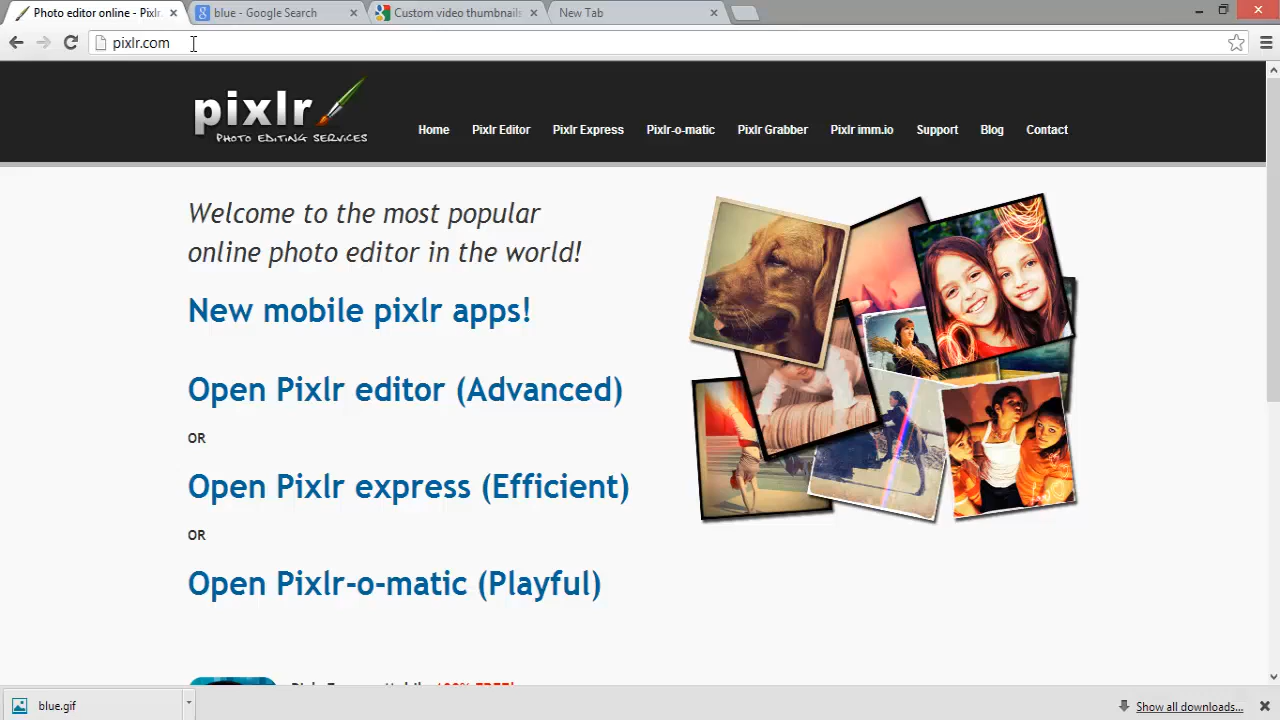 Photo editor online - Pixlr
blue - Google Search
Custom video thumbnails
New Tab
pixlr.com
pixlr
PHOTO EDITING SERVICES
Home Pixlr Editor Pixlr Express Pixlr-o-matic Pixlr Grabber Pixlr imm.io Support Blog Contact
Welcome to the most popular
online photo editor in the world!
New mobile pixlr apps!
Open Pixlr editor (Advanced)
OR
Open Pixlr express (Efficient)
OR
Open Pixlr-o-matic (Playful)
blue.gif
Show all downloads...